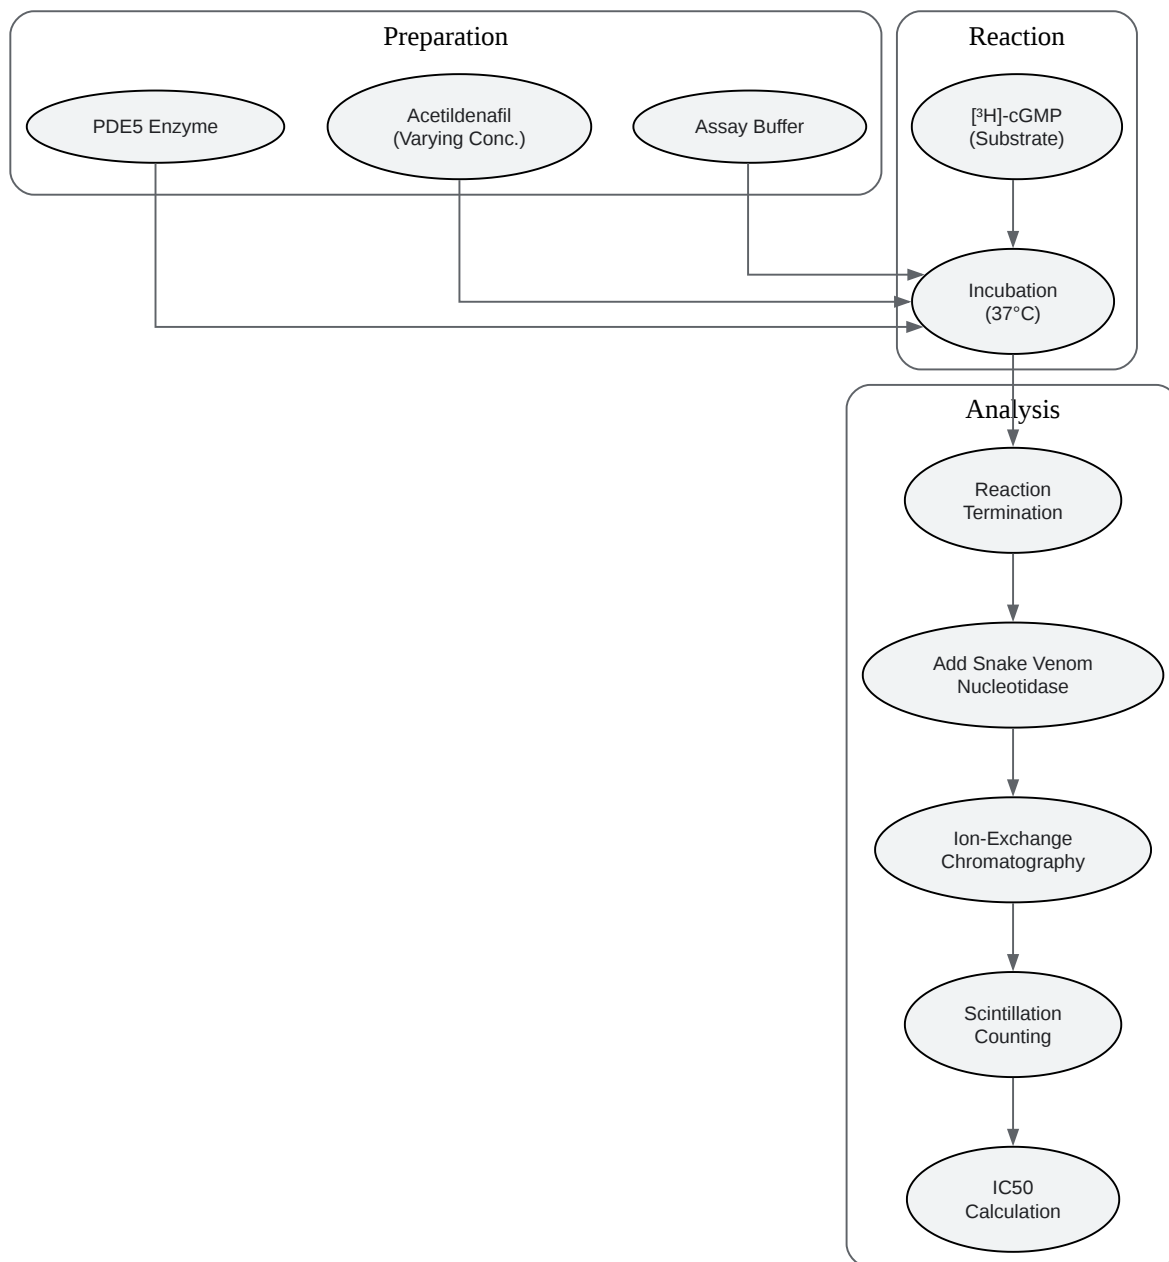 Preparation
PDE5 Enzyme
Acetildenafil
(Varying Conc.)
Assay Buffer
Reaction
[³H]-cGMP
(Substrate)
Incubation
(37°C)
Analysis
Reaction
Termination
Add Snake Venom
Nucleotidase
Ion-Exchange
Chromatography
Scintillation
Counting
IC50
Calculation